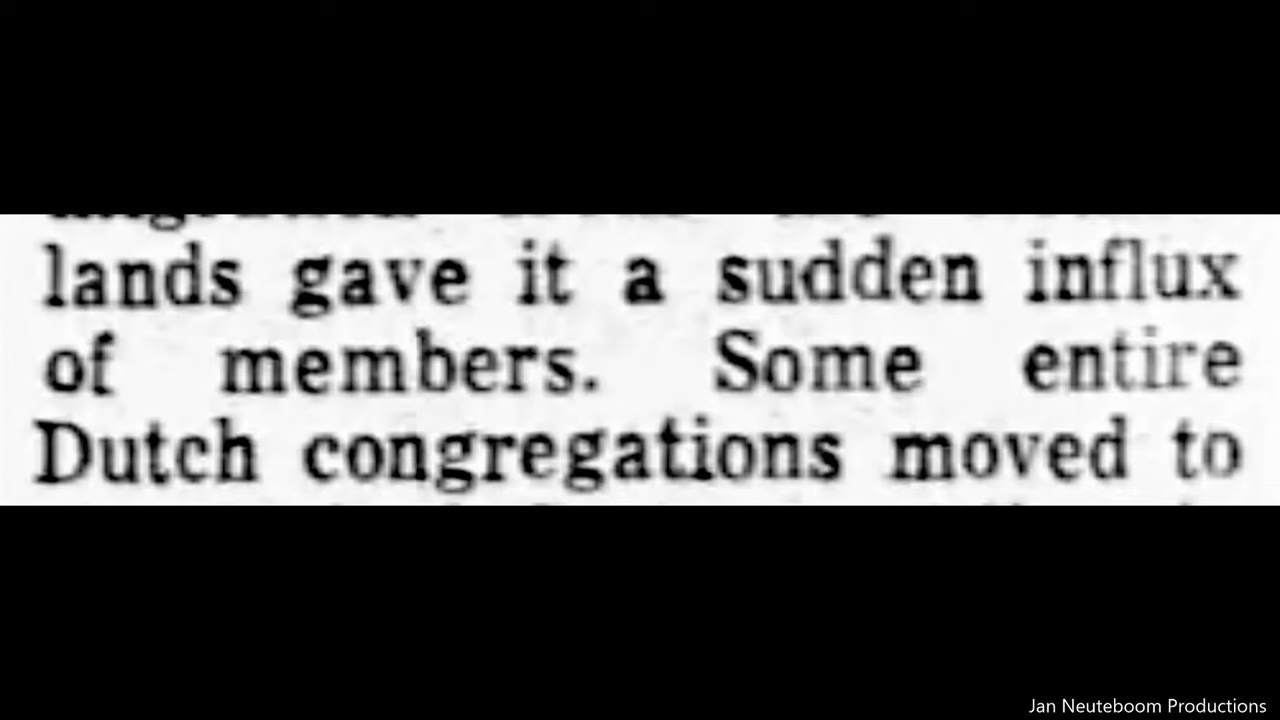 lands gave it a sudden influx
of members. Some entire
Dutch congregations moved to
Jan Neuteboom Productions